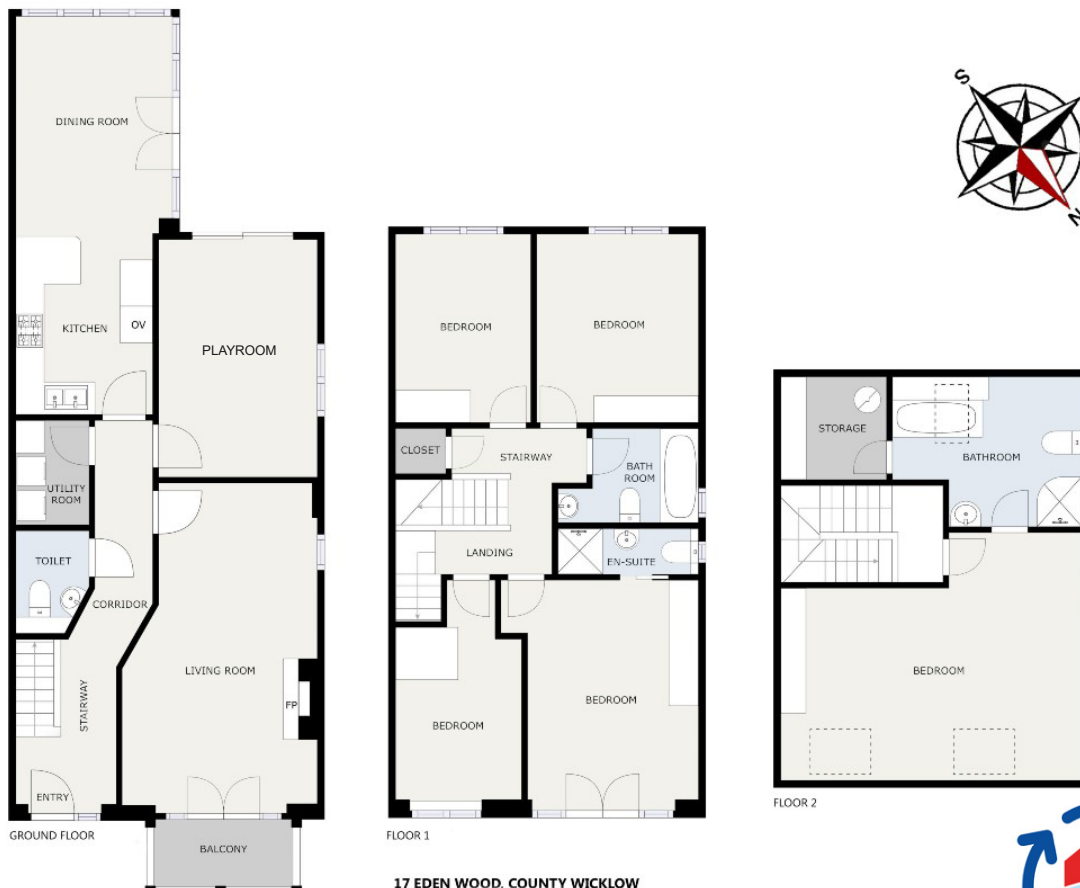 DINING ROOM
KITCHEN
OV
PLAYROOM
UTILITY
ROOM
TOILET
CORRIDOR
LIVING ROOM
FP
STAIRWAY
ENTRY
GROUND FLOOR
BALCONY
BEDROOM
BEDROOM
CLOSET
STAIRWAY
BATH
ROOM
LANDING
EN-SUITE
BEDROOM
BEDROOM
FLOOR 1
S
N
STORAGE
BATHROOM
BEDROOM
FLOOR 2
17 EDEN WOOD, COUNTY WICKLOW